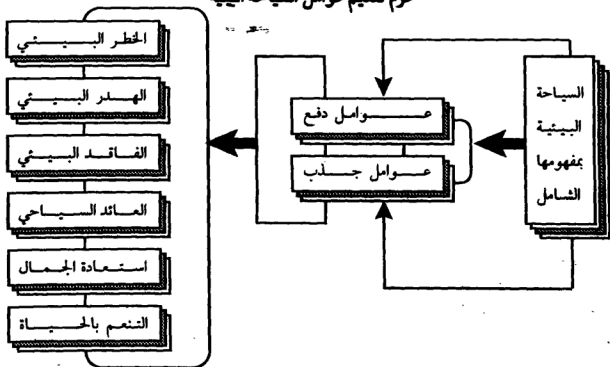 السياحة
البيئية
بمفهومها
الشامل
عوامل دفع
عوامل جذب
الخطر البيئي
الهدر البيئي
الفاقد البيئي
العائد السياحي
استعادة الجمال
التنعم بالحياة